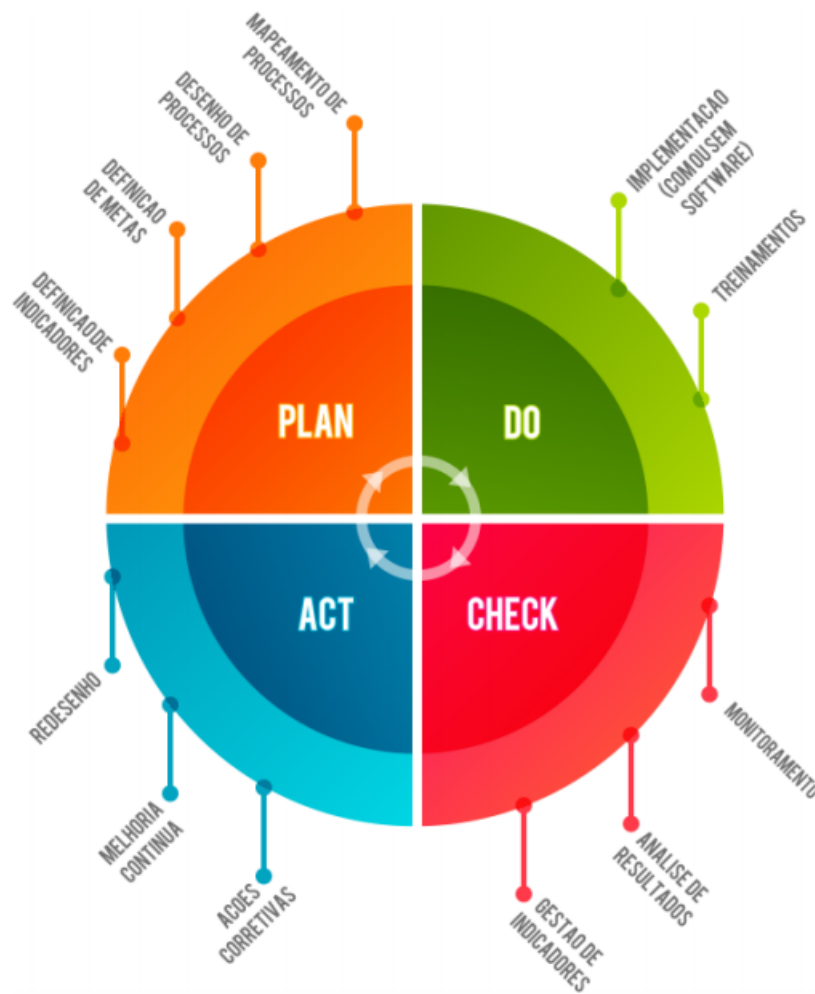 MAPEAMENTO DE
PROCESSOS
DESENHO DE
PROCESSOS
DEFINICAO
DE METAS
DEFINICAO DE
INDICADORES
IMPLEMENTACAO
(COM OU SEM
SOFTWARE)
TREINAMENTOS
PLAN
DO
ACT
CHECK
REDESENHO
MELHORIA
CONTINUA
ACOES
CORRETIVAS
MONITORAMENTO
ANALISE DE
RESULTADOS
GESTAO DE
INDICADORES